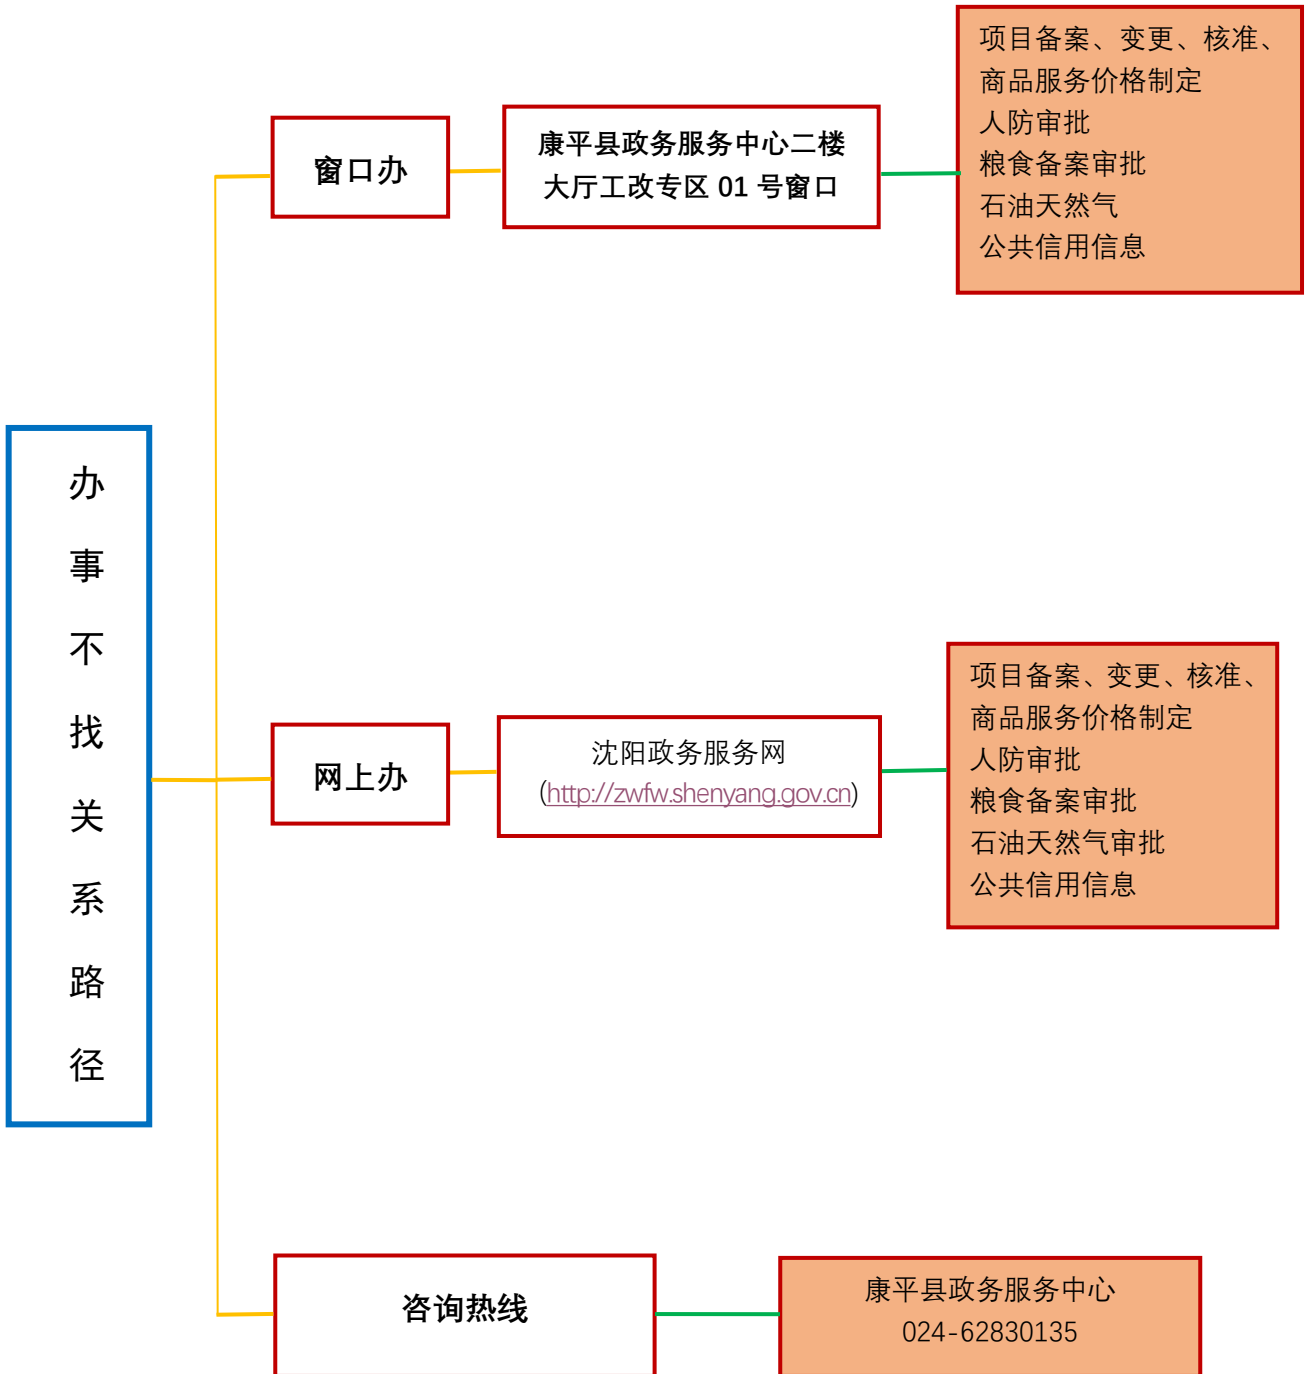 办
事
不
找
关
系
路
径
窗口办
康平县政务服务中心二楼
大厅工改专区 01 号窗口
项目备案、变更、核准、
商品服务价格制定
人防审批
粮食备案审批
石油天然气
公共信用信息
网上办
沈阳政务服务网
(http://zwfw.shenyang.gov.cn)
项目备案、变更、核准、
商品服务价格制定
人防审批
粮食备案审批
石油天然气审批
公共信用信息
咨询热线
康平县政务服务中心
024-62830135